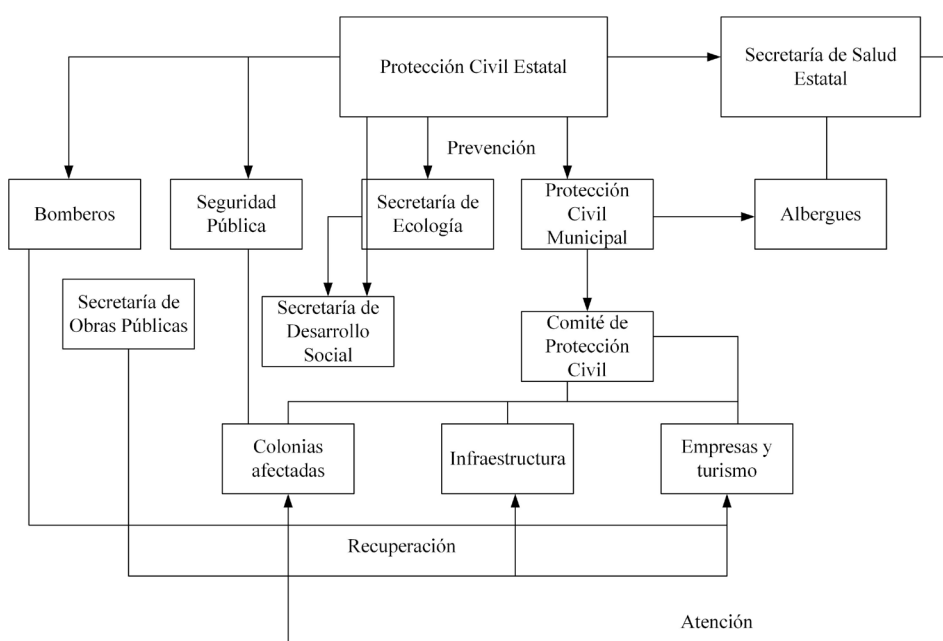 Protección Civil Estatal
Secretaría de Salud
Estatal
Prevención
Bomberos
Seguridad
Pública
Secretaría de
Ecología
Protección
Civil
Municipal
Albergues
Secretaría de
Obras Públicas
Secretaría de
Desarrollo
Social
Comité de
Protección
Civil
Colonias
afectadas
Infraestructura
Empresas y
turismo
Recuperación
Atención